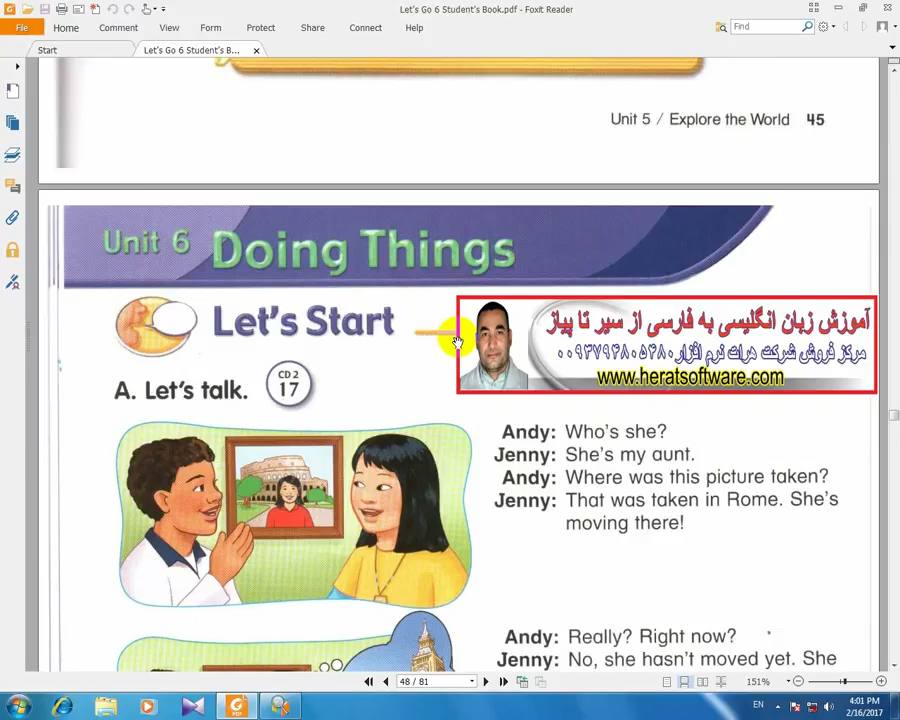 Let's Go 6 Student's Book.pdf - Foxit Reader
File Home Comment View Form Protect Share Connect Help
Find
Start
Let's Go 6 Student's B...
Unit 5 / Explore the World 45
Unit 6 Doing Things
Let's Start
آموزش زبان انگلیسی به فارسی از سیر تا پیاز
مرکز فروش شرکت هرات نرم افزار۰۰۹۳۷۹۴۸۰۵۴۸۰
www.heratsoftware.com
A. Let's talk.
CD 2
17
Andy: Who's she?
Jenny: She's my aunt.
Andy: Where was this picture taken?
Jenny: That was taken in Rome. She's
moving there!
Andy: Really? Right now?
Jenny: No, she hasn't moved yet. She
48 / 81
151%
EN
4:01 PM
2/16/2017